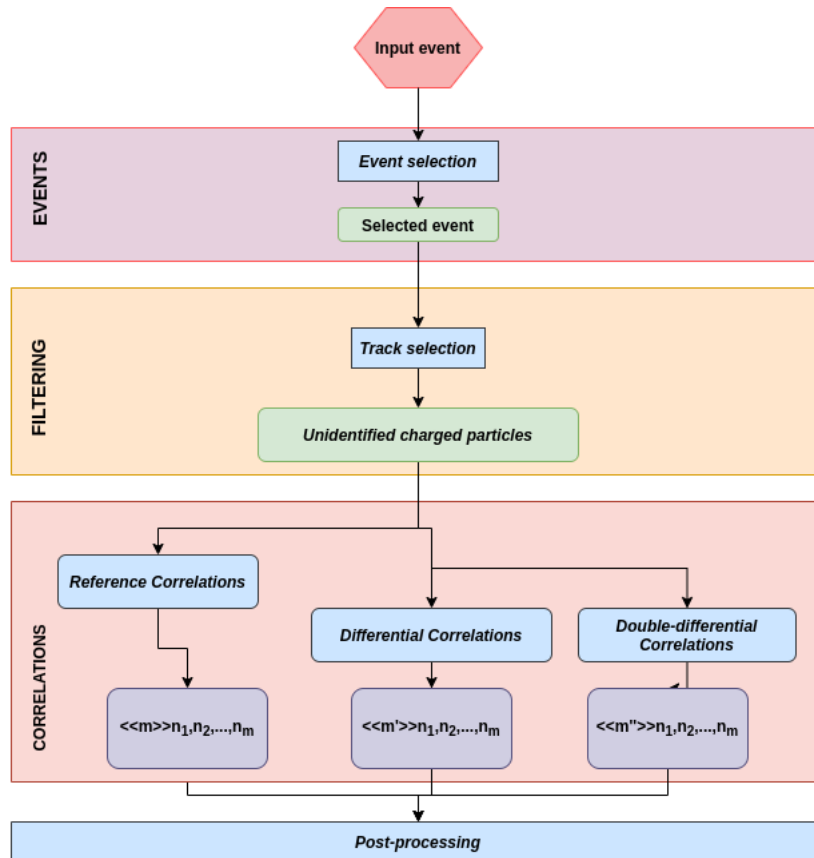 Input event
EVENTS
Event selection
Selected event
FILTERING
Track selection
Unidentified charged particles
CORRELATIONS
Reference Correlations
Differential Correlations
Double-differential
Correlations
<<m>>n₁,n₂,...,nₘ
<<m'>>n₁,n₂,...,nₘ
<<m">>n₁,n₂,...,nₘ
Post-processing